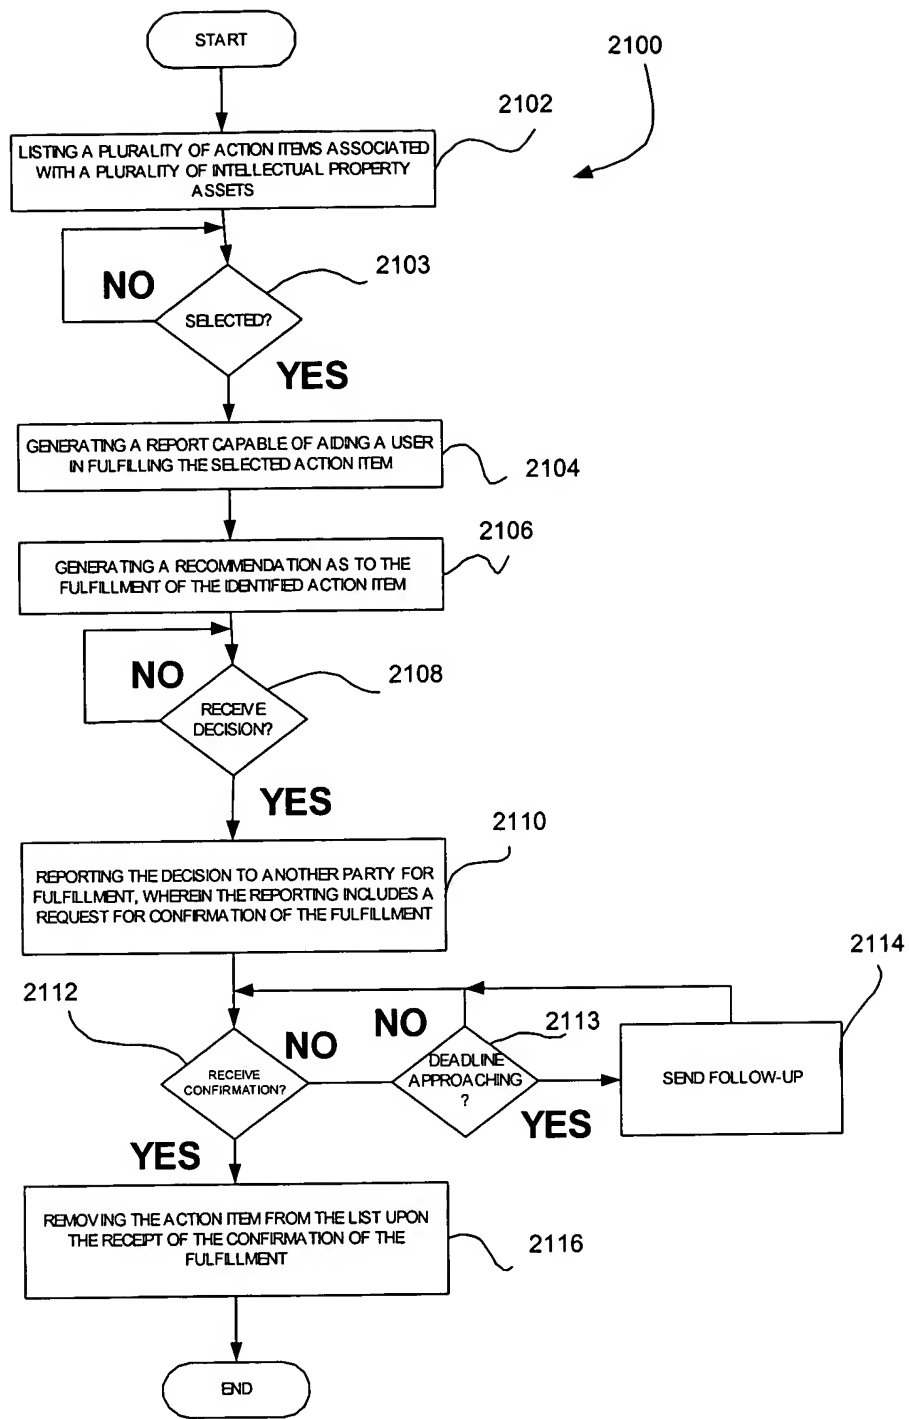 START
2100
2102
LISTING A PLURALITY OF ACTION ITEMS ASSOCIATED
WITH A PLURALITY OF INTELLECTUAL PROPERTY
ASSETS
2103
NO
SELECTED?
YES
GENERATING A REPORT CAPABLE OF AIDING A USER
IN FULFILLING THE SELECTED ACTION ITEM
2104
2106
GENERATING A RECOMMENDATION AS TO THE
FULFILLMENT OF THE IDENTIFIED ACTION ITEM
NO
2108
RECEIVE
DECISION?
YES
2110
REPORTING THE DECISION TO ANOTHER PARTY FOR
FULFILLMENT, WHEREIN THE REPORTING INCLUDES A
REQUEST FOR CONFIRMATION OF THE FULFILLMENT
2114
2112
NO
2113
NO
RECEIVE
CONFIRMATION?
DEADLINE
APPROACHING
?
SEND FOLLOW-UP
YES
YES
REMOVING THE ACTION ITEM FROM THE LIST UPON
THE RECEIPT OF THE CONFIRMATION OF THE
FULFILLMENT
2116
END